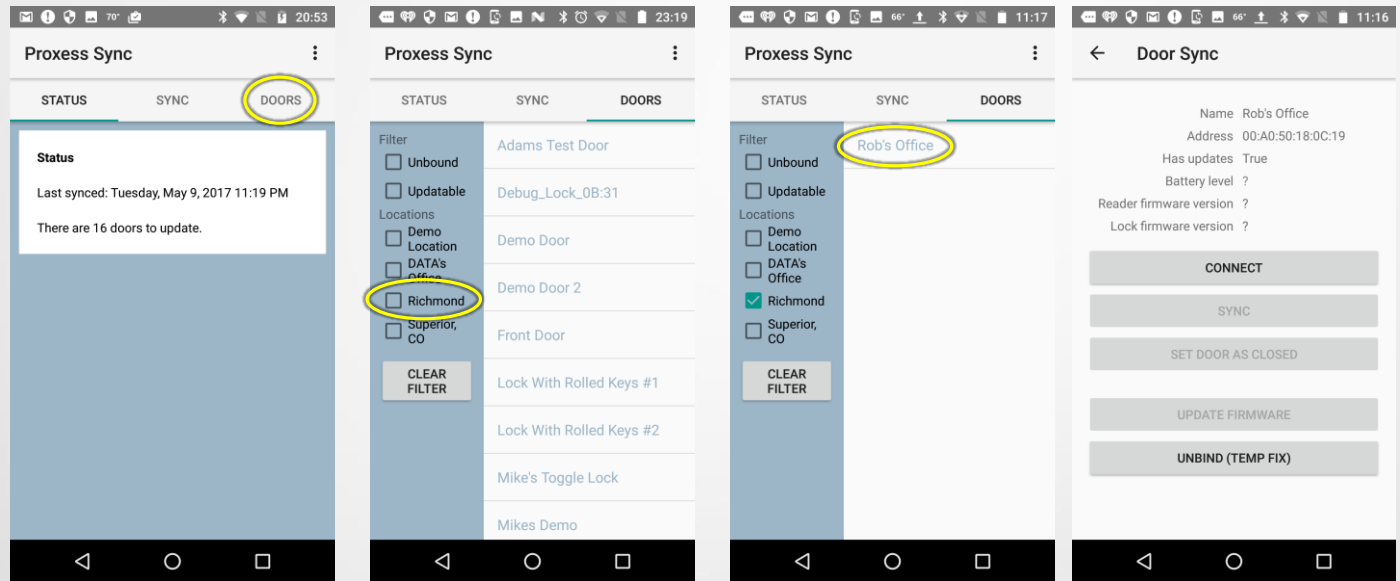 70°
20:53
Proxess Sync
STATUS
SYNC
DOORS
Status
Last synced: Tuesday, May 9, 2017 11:19 PM
There are 16 doors to update.
23:19
Proxess Sync
STATUS
SYNC
DOORS
Filter
Unbound
Updatable
Locations
Demo
Location
DATA's
Office
Richmond
Superior,
CO
CLEAR
FILTER
Adams Test Door
Debug_Lock_0B:31
Demo Door
Demo Door 2
Front Door
Lock With Rolled Keys #1
Lock With Rolled Keys #2
Mike's Toggle Lock
Mikes Demo
66°
11:17
Proxess Sync
STATUS
SYNC
DOORS
Filter
Unbound
Updatable
Locations
Demo
Location
DATA's
Office
Richmond
Superior,
CO
CLEAR
FILTER
Rob's Office
66°
11:16
Door Sync
Name Rob's Office
Address 00:A0:50:18:0C:19
Has updates True
Battery level ?
Reader firmware version ?
Lock firmware version ?
CONNECT
SYNC
SET DOOR AS CLOSED
UPDATE FIRMWARE
UNBIND (TEMP FIX)